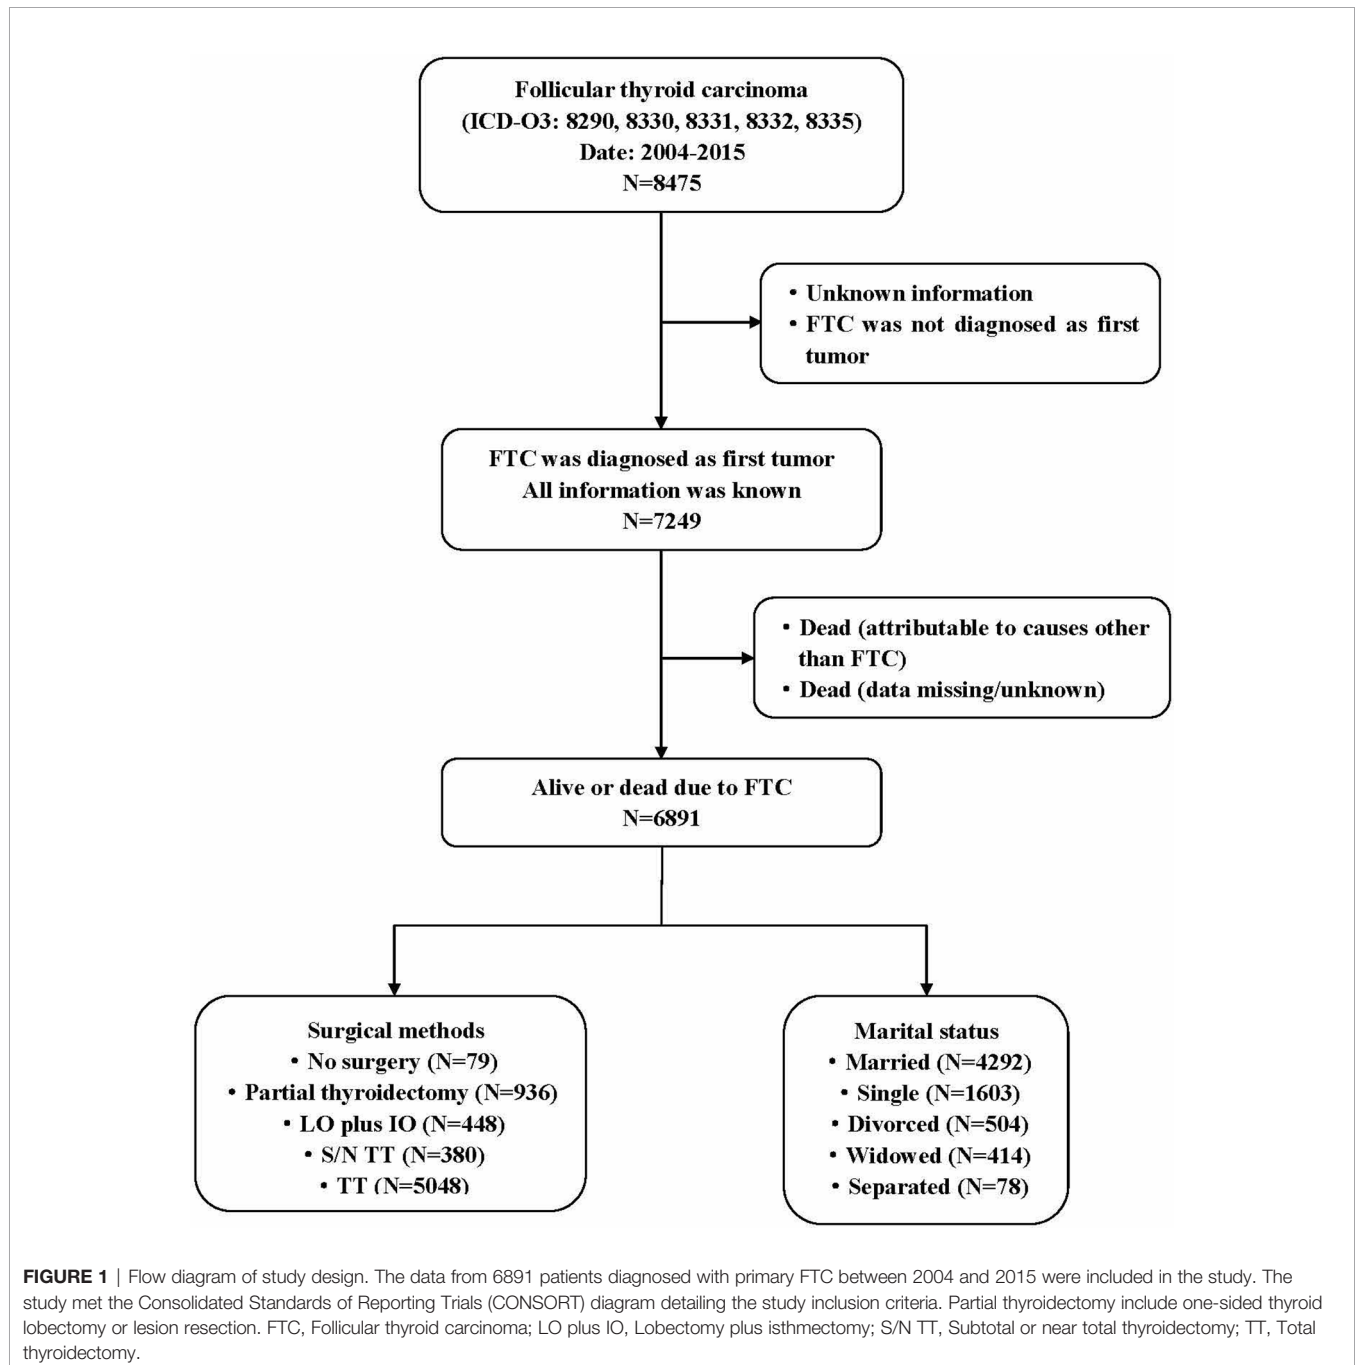 Follicular thyroid carcinoma
(ICD-O3: 8290, 8330, 8331, 8332, 8335)
Date: 2004-2015
N=8475
• Unknown information
• FTC was not diagnosed as first
tumor
FTC was diagnosed as first tumor
All information was known
N=7249
• Dead (attributable to causes other
than FTC)
• Dead (data missing/unknown)
Alive or dead due to FTC
N=6891
Surgical methods
• No surgery (N=79)
• Partial thyroidectomy (N=936)
• LO plus IO (N=448)
• S/N TT (N=380)
• TT (N=5048)
Marital status
• Married (N=4292)
• Single (N=1603)
• Divorced (N=504)
• Widowed (N=414)
• Separated (N=78)
FIGURE 1 | Flow diagram of study design. The data from 6891 patients diagnosed with primary FTC between 2004 and 2015 were included in the study. The
study met the Consolidated Standards of Reporting Trials (CONSORT) diagram detailing the study inclusion criteria. Partial thyroidectomy include one-sided thyroid
lobectomy or lesion resection. FTC, Follicular thyroid carcinoma; LO plus IO, Lobectomy plus isthmectomy; S/N TT, Subtotal or near total thyroidectomy; TT, Total
thyroidectomy.